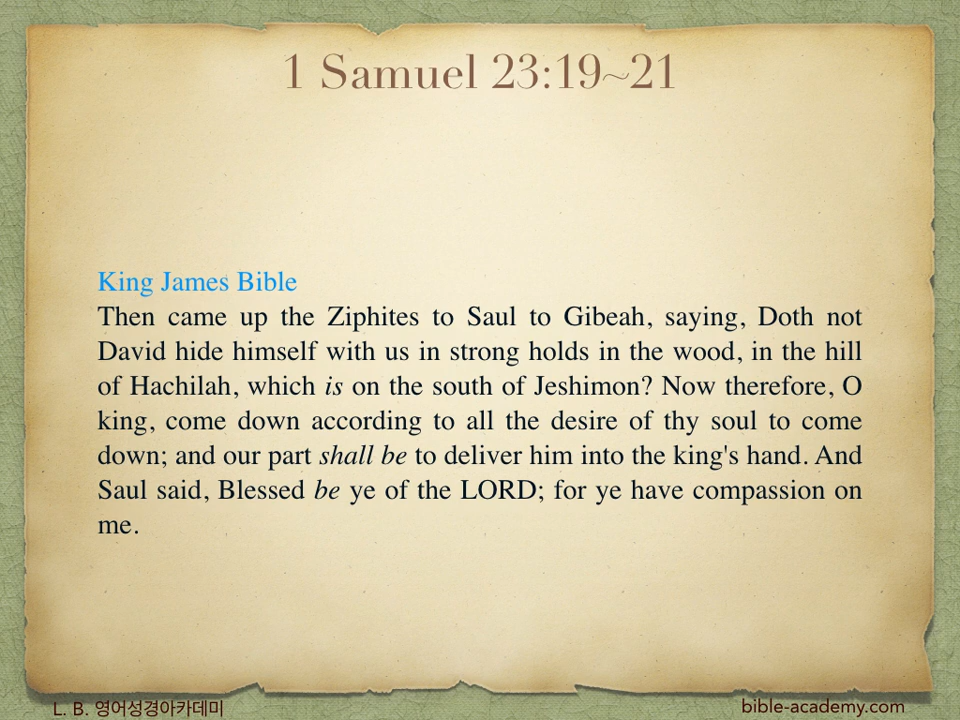 1 Samuel 23:19~21
King James Bible
Then came up the Ziphites to Saul to Gibeah, saying, Doth not
David hide himself with us in strong holds in the wood, in the hill
of Hachilah, which is on the south of Jeshimon? Now therefore, O
king, come down according to all the desire of thy soul to come
down; and our part shall be to deliver him into the king's hand. And
Saul said, Blessed be ye of the LORD; for ye have compassion on
me.
L. B. 영어성경아카데미
bible-academy.com